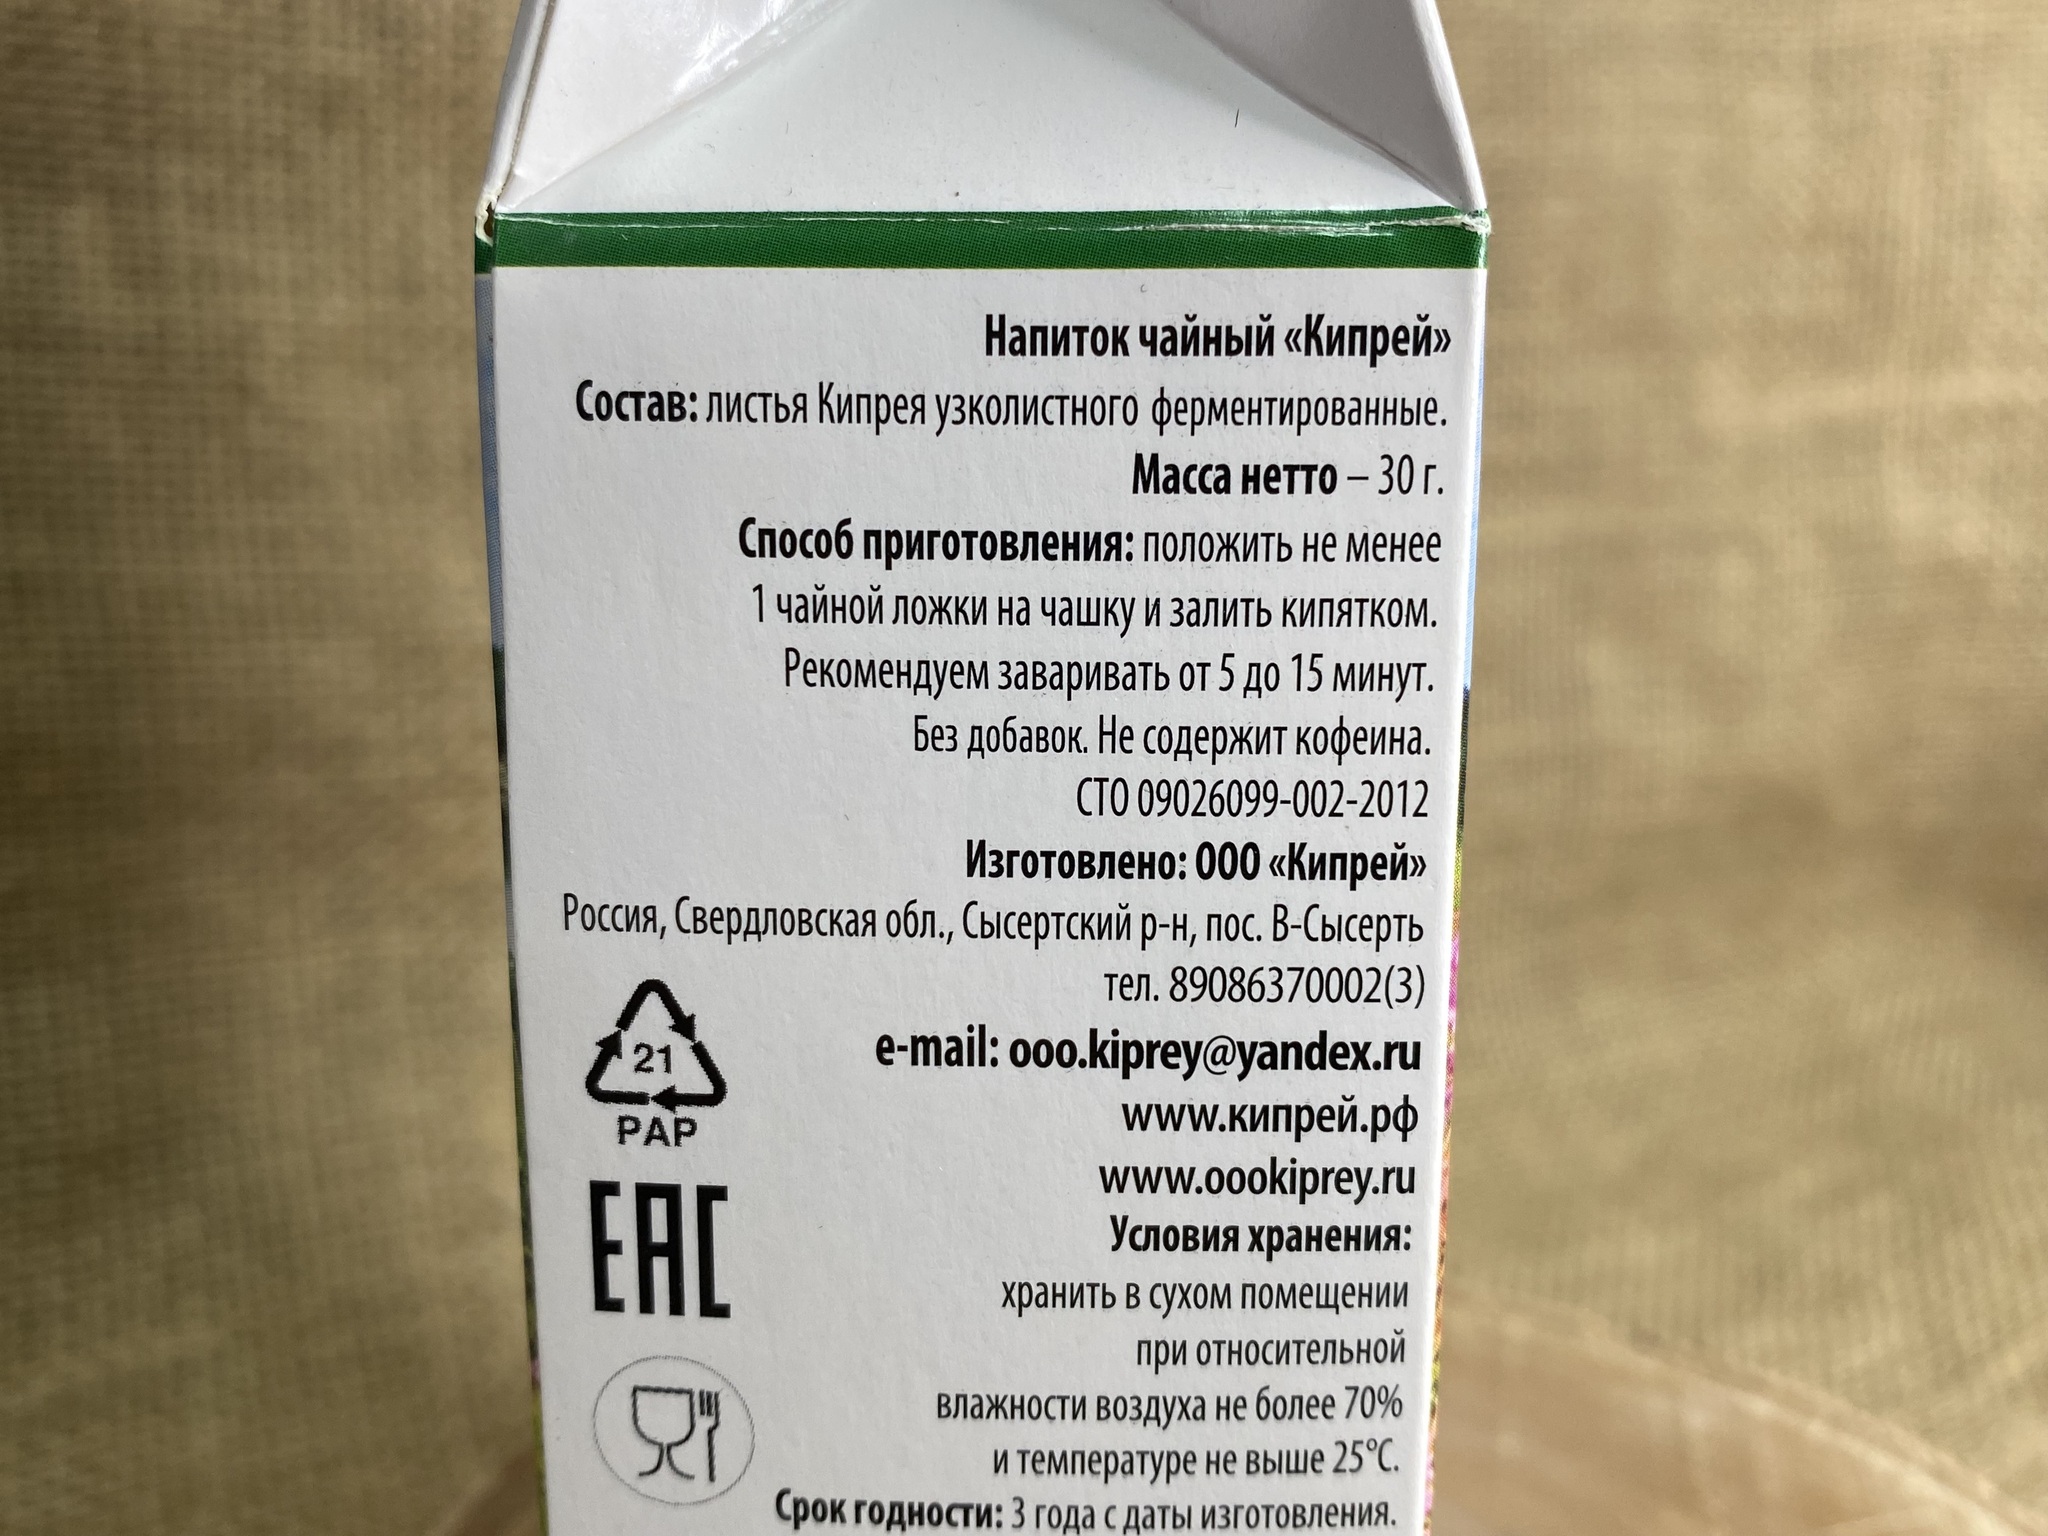 Напиток чайный «Кипрей»
Состав: листья Кипрея узколистного ферментированные.
Масса нетто – 30 г.
Способ приготовления: положить не менее
1 чайной ложки на чашку и залить кипятком.
Рекомендуем заваривать от 5 до 15 минут.
Без добавок. Не содержит кофеина.
СТО 09026099-002-2012
Изготовлено: ООО «Кипрей»
Россия, Свердловская обл., Сысертский р-н, пос. В-Сысерть
тел. 89086370002(3)
e-mail: ooo.kiprey@yandex.ru
www.кипрей.рф
www.oookiprey.ru
21
PAP
EAC
Условия хранения:
хранить в сухом помещении
при относительной
влажности воздуха не более 70%
и температуре не выше 25°С.
Срок годности: 3 года с даты изготовления.